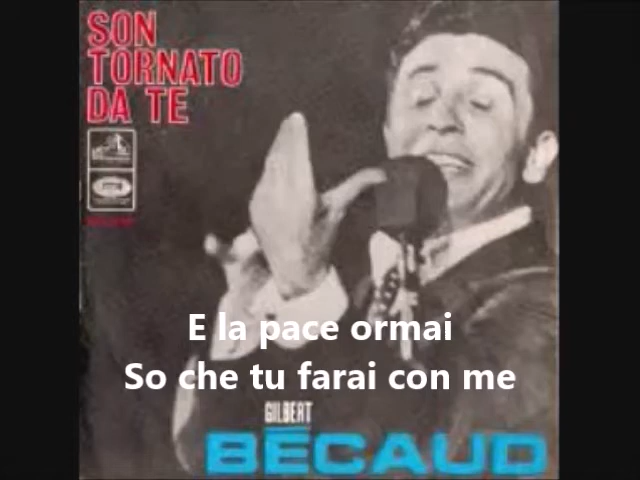 SON
TORNATO
DA TE
E la pace ormai
So che tu farai con me
GILBERT
BÉCAUD